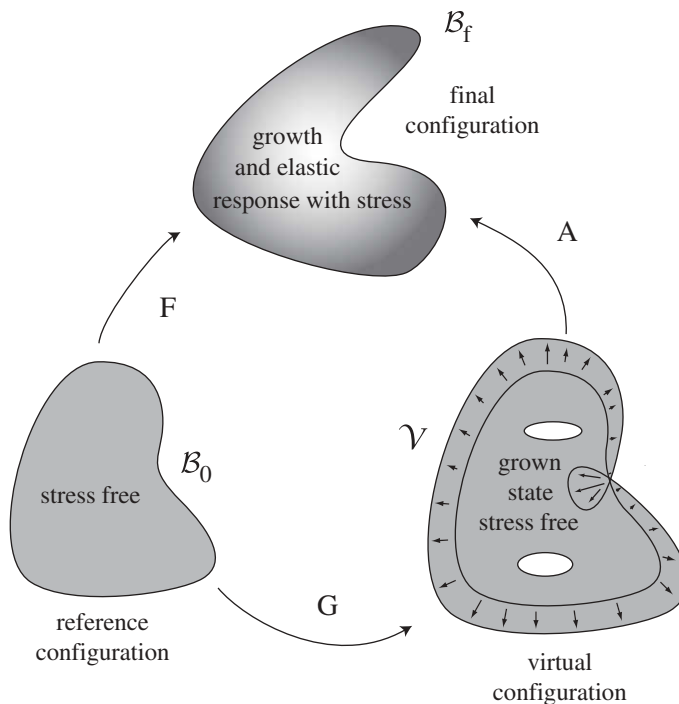 ℬf
final
configuration
growth
and elastic
response with stress
A
F
𝒱
ℬ0
grown
state
stress free
stress free
G
reference
configuration
virtual
configuration